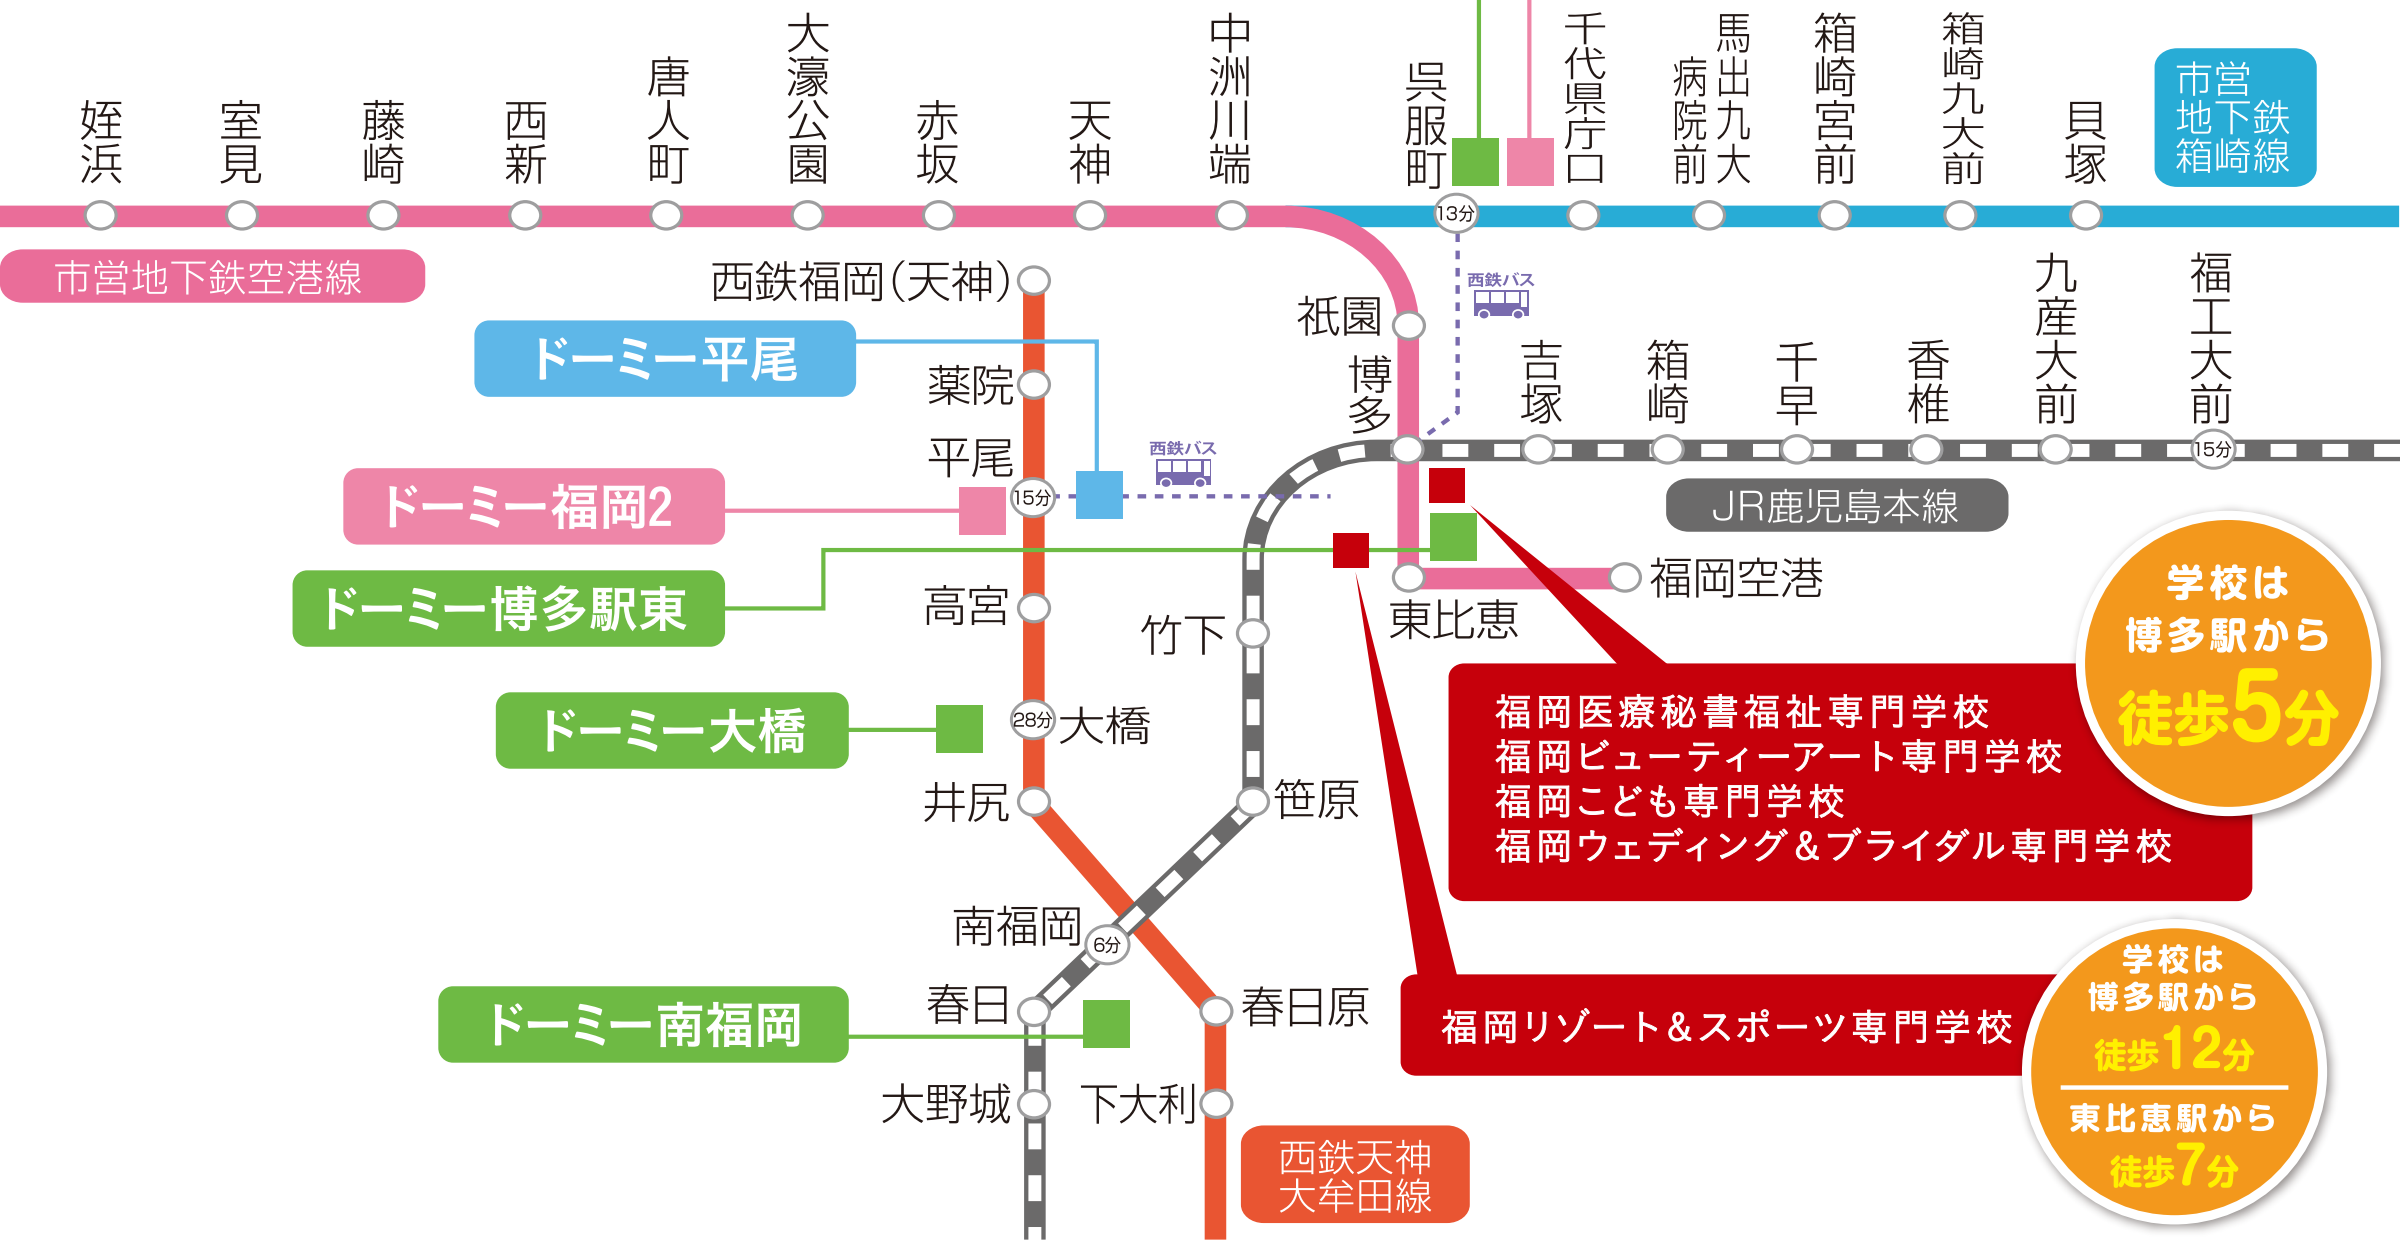 姪浜
室見
藤崎
西新
唐人町
大濠公園
赤坂
天神
中洲川端
呉服町
千代県庁口
馬出九大
病院前
箱崎宮前
箱崎九大前
貝塚
市営
地下鉄
箱崎線
13分
市営地下鉄空港線
西鉄福岡(天神)
西鉄バス
祇園
博多
吉塚
箱崎
千早
香椎
九産大前
福工大前
15分
ドーミー平尾
薬院
平尾
西鉄バス
ドーミー福岡2
15分
JR鹿児島本線
ドーミー博多駅東
高宮
竹下
東比恵
福岡空港
学校は
博多駅から
徒歩5分
ドーミー大橋
28分
大橋
福岡医療秘書福祉専門学校
福岡ビューティーアート専門学校
福岡こども専門学校
福岡ウェディング&ブライダル専門学校
井尻
笹原
南福岡
6分
春日
春日原
ドーミー南福岡
福岡リゾート&スポーツ専門学校
学校は
博多駅から
徒歩12分
東比恵駅から
徒歩7分
大野城
下大利
西鉄天神
大牟田線